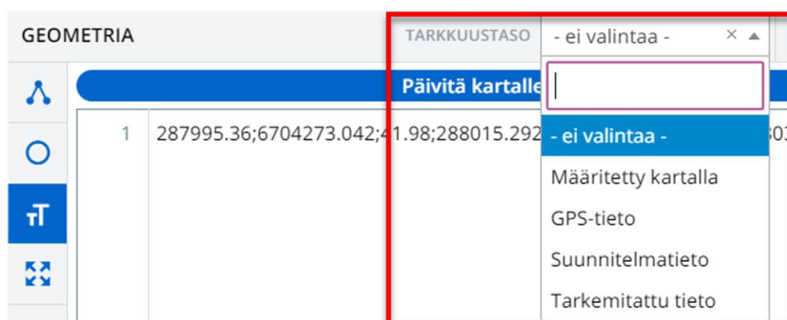 GEOMETRIA TARKKUUSTASO - ei valintaa - × ▲
Päivitä kartalle
1 287995.36;6704273.042;41.98;288015.292
- ei valintaa -
Määritetty kartalla
GPS-tieto
Suunnitelmatieto
Tarkemitattu tieto